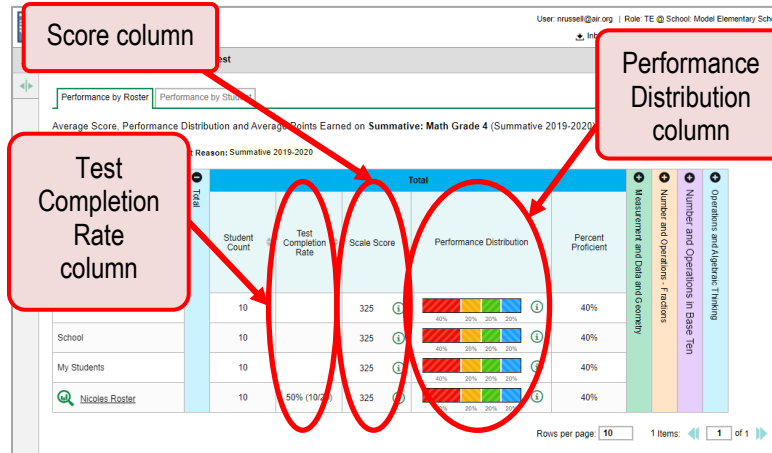 User: nrussell@air.org | Role: TE @ School: Model Elementary
Score column
Performance Distribution column
Performance by Roster
Performance by Student
Average Score, Performance Distribution and Average Points Earned on Summative: Math Grade 4 (Summative 2019-2020)
Reason: Summative 2019-2020
Test Completion Rate column
Total
Total
Student Count
Test Completion Rate
Scale Score
Performance Distribution
Percent Proficient
Measurement and Data and Geometry
Number and Operations - Fractions
Number and Operations in Base Ten
Operations and Algebraic Thinking
10 325 40% 20% 20% 20% 40%
School 10 325 40% 20% 20% 20% 40%
My Students 10 325 40% 20% 20% 20% 40%
Nicoles Roster 10 50% 325 40% 20% 20% 20% 40%
Rows per page: 10 1 Items: 1 of 1